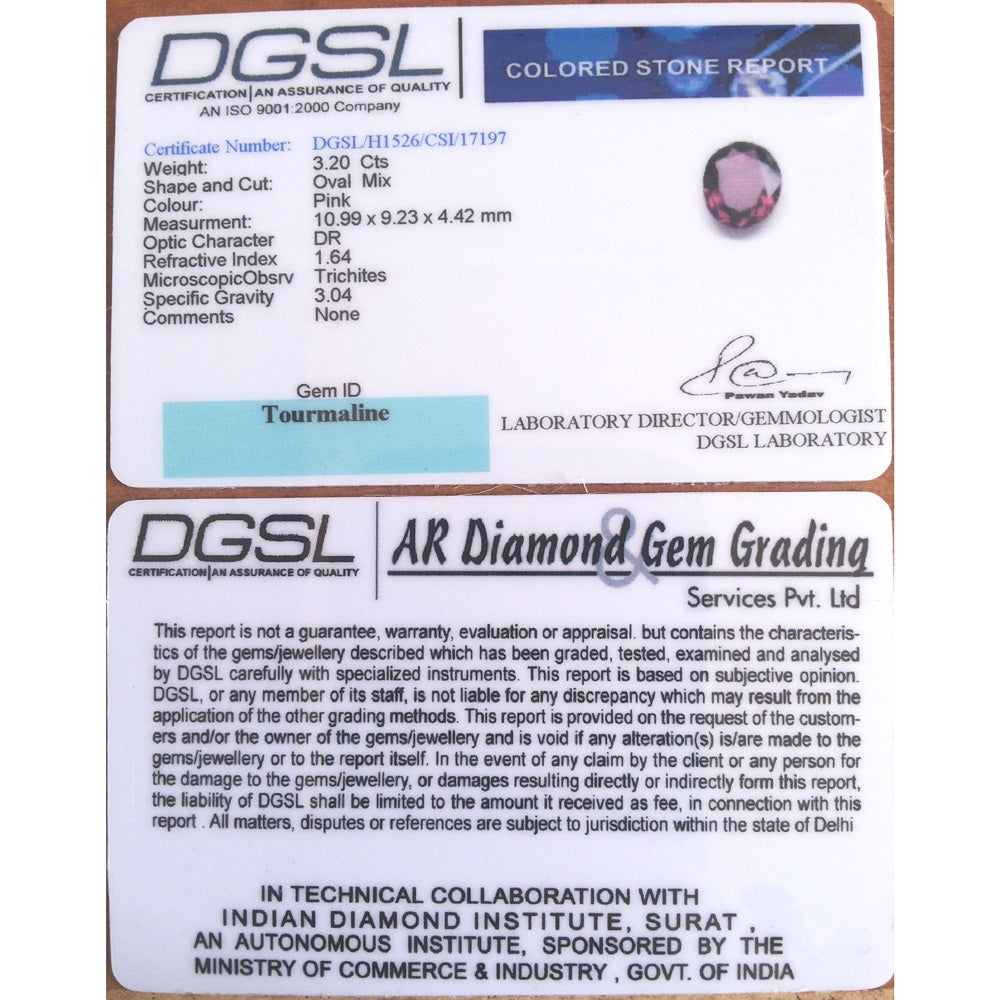 DGSL
CERTIFICATION|AN ASSURANCE OF QUALITY
AN ISO 9001:2000 Company
COLORED STONE REPORT
Certificate Number: DGSL/H1526/CSI/17197
Weight: 3.20 Cts
Shape and Cut: Oval Mix
Colour: Pink
Measurment: 10.99 x 9.23 x 4.42 mm
Optic Character DR
Refractive Index 1.64
MicroscopicObsrv Trichites
Specific Gravity 3.04
Comments None
Gem ID
Tourmaline
Pawan Yadav
LABORATORY DIRECTOR/GEMMOLOGIST
DGSL LABORATORY
DGSL
CERTIFICATION|AN ASSURANCE OF QUALITY
AR Diamond & Gem Grading
Services Pvt. Ltd
This report is not a guarantee, warranty, evaluation or appraisal. but contains the characteris-
tics of the gems/jewellery described which has been graded, tested, examined and analysed
by DGSL carefully with specialized instruments. This report is based on subjective opinion.
DGSL, or any member of its staff, is not liable for any discrepancy which may result from the
application of the other grading methods. This report is provided on the request of the custom-
ers and/or the owner of the gems/jewellery and is void if any alteration(s) is/are made to the
gems/jewellery or to the report itself. In the event of any claim by the client or any person for
the damage to the gems/jewellery, or damages resulting directly or indirectly form this report,
the liability of DGSL shall be limited to the amount it received as fee, in connection with this
report . All matters, disputes or references are subject to jurisdiction within the state of Delhi
IN TECHNICAL COLLABORATION WITH
INDIAN DIAMOND INSTITUTE, SURAT ,
AN AUTONOMOUS INSTITUTE, SPONSORED BY THE
MINISTRY OF COMMERCE & INDUSTRY , GOVT. OF INDIA